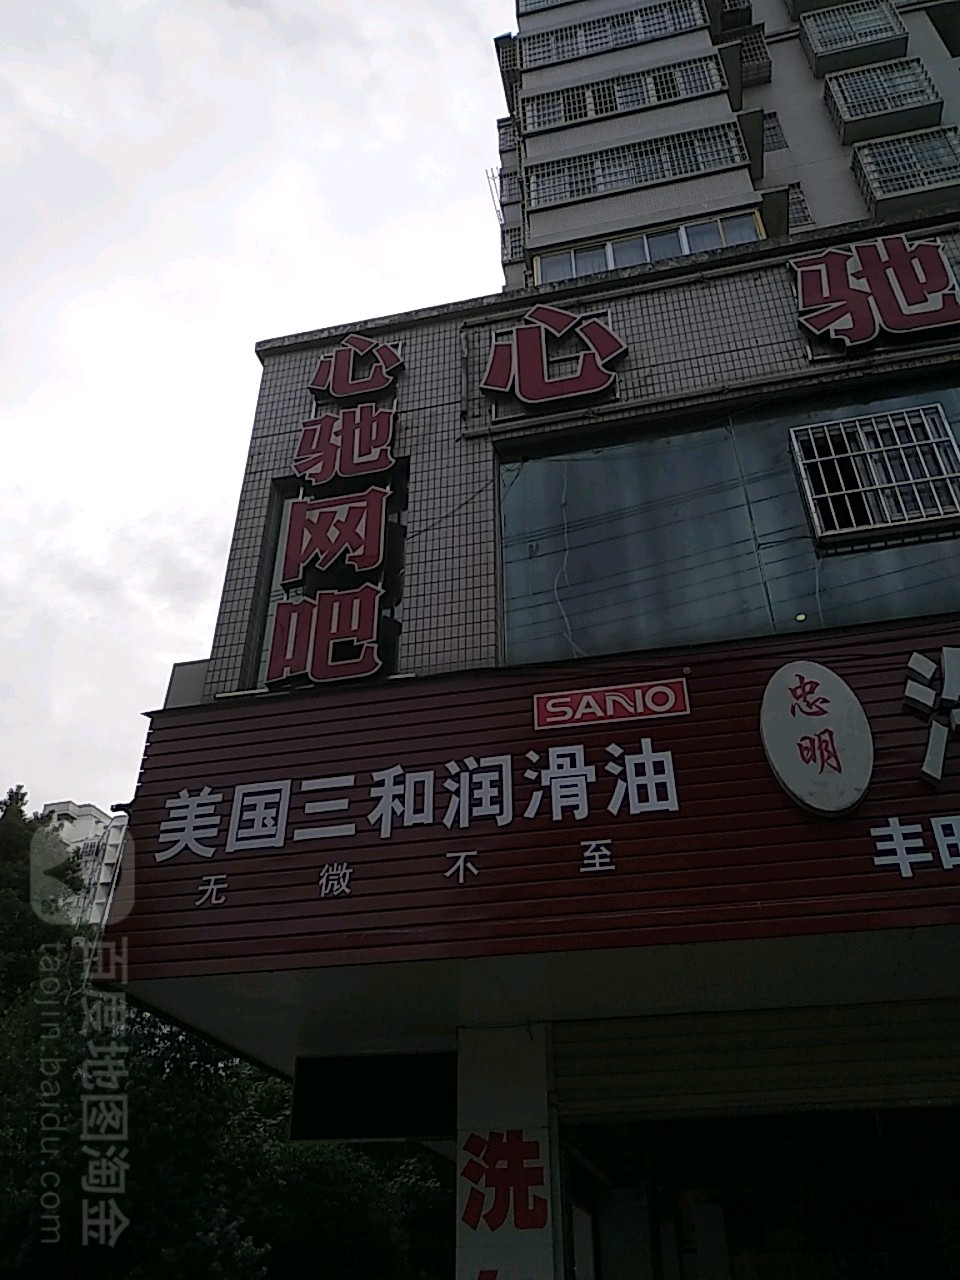 心驰
心驰网吧
SANO
美国三和润滑油
无微不至
忠明
丰
洗
百度地图淘金
taojin.baidu.com